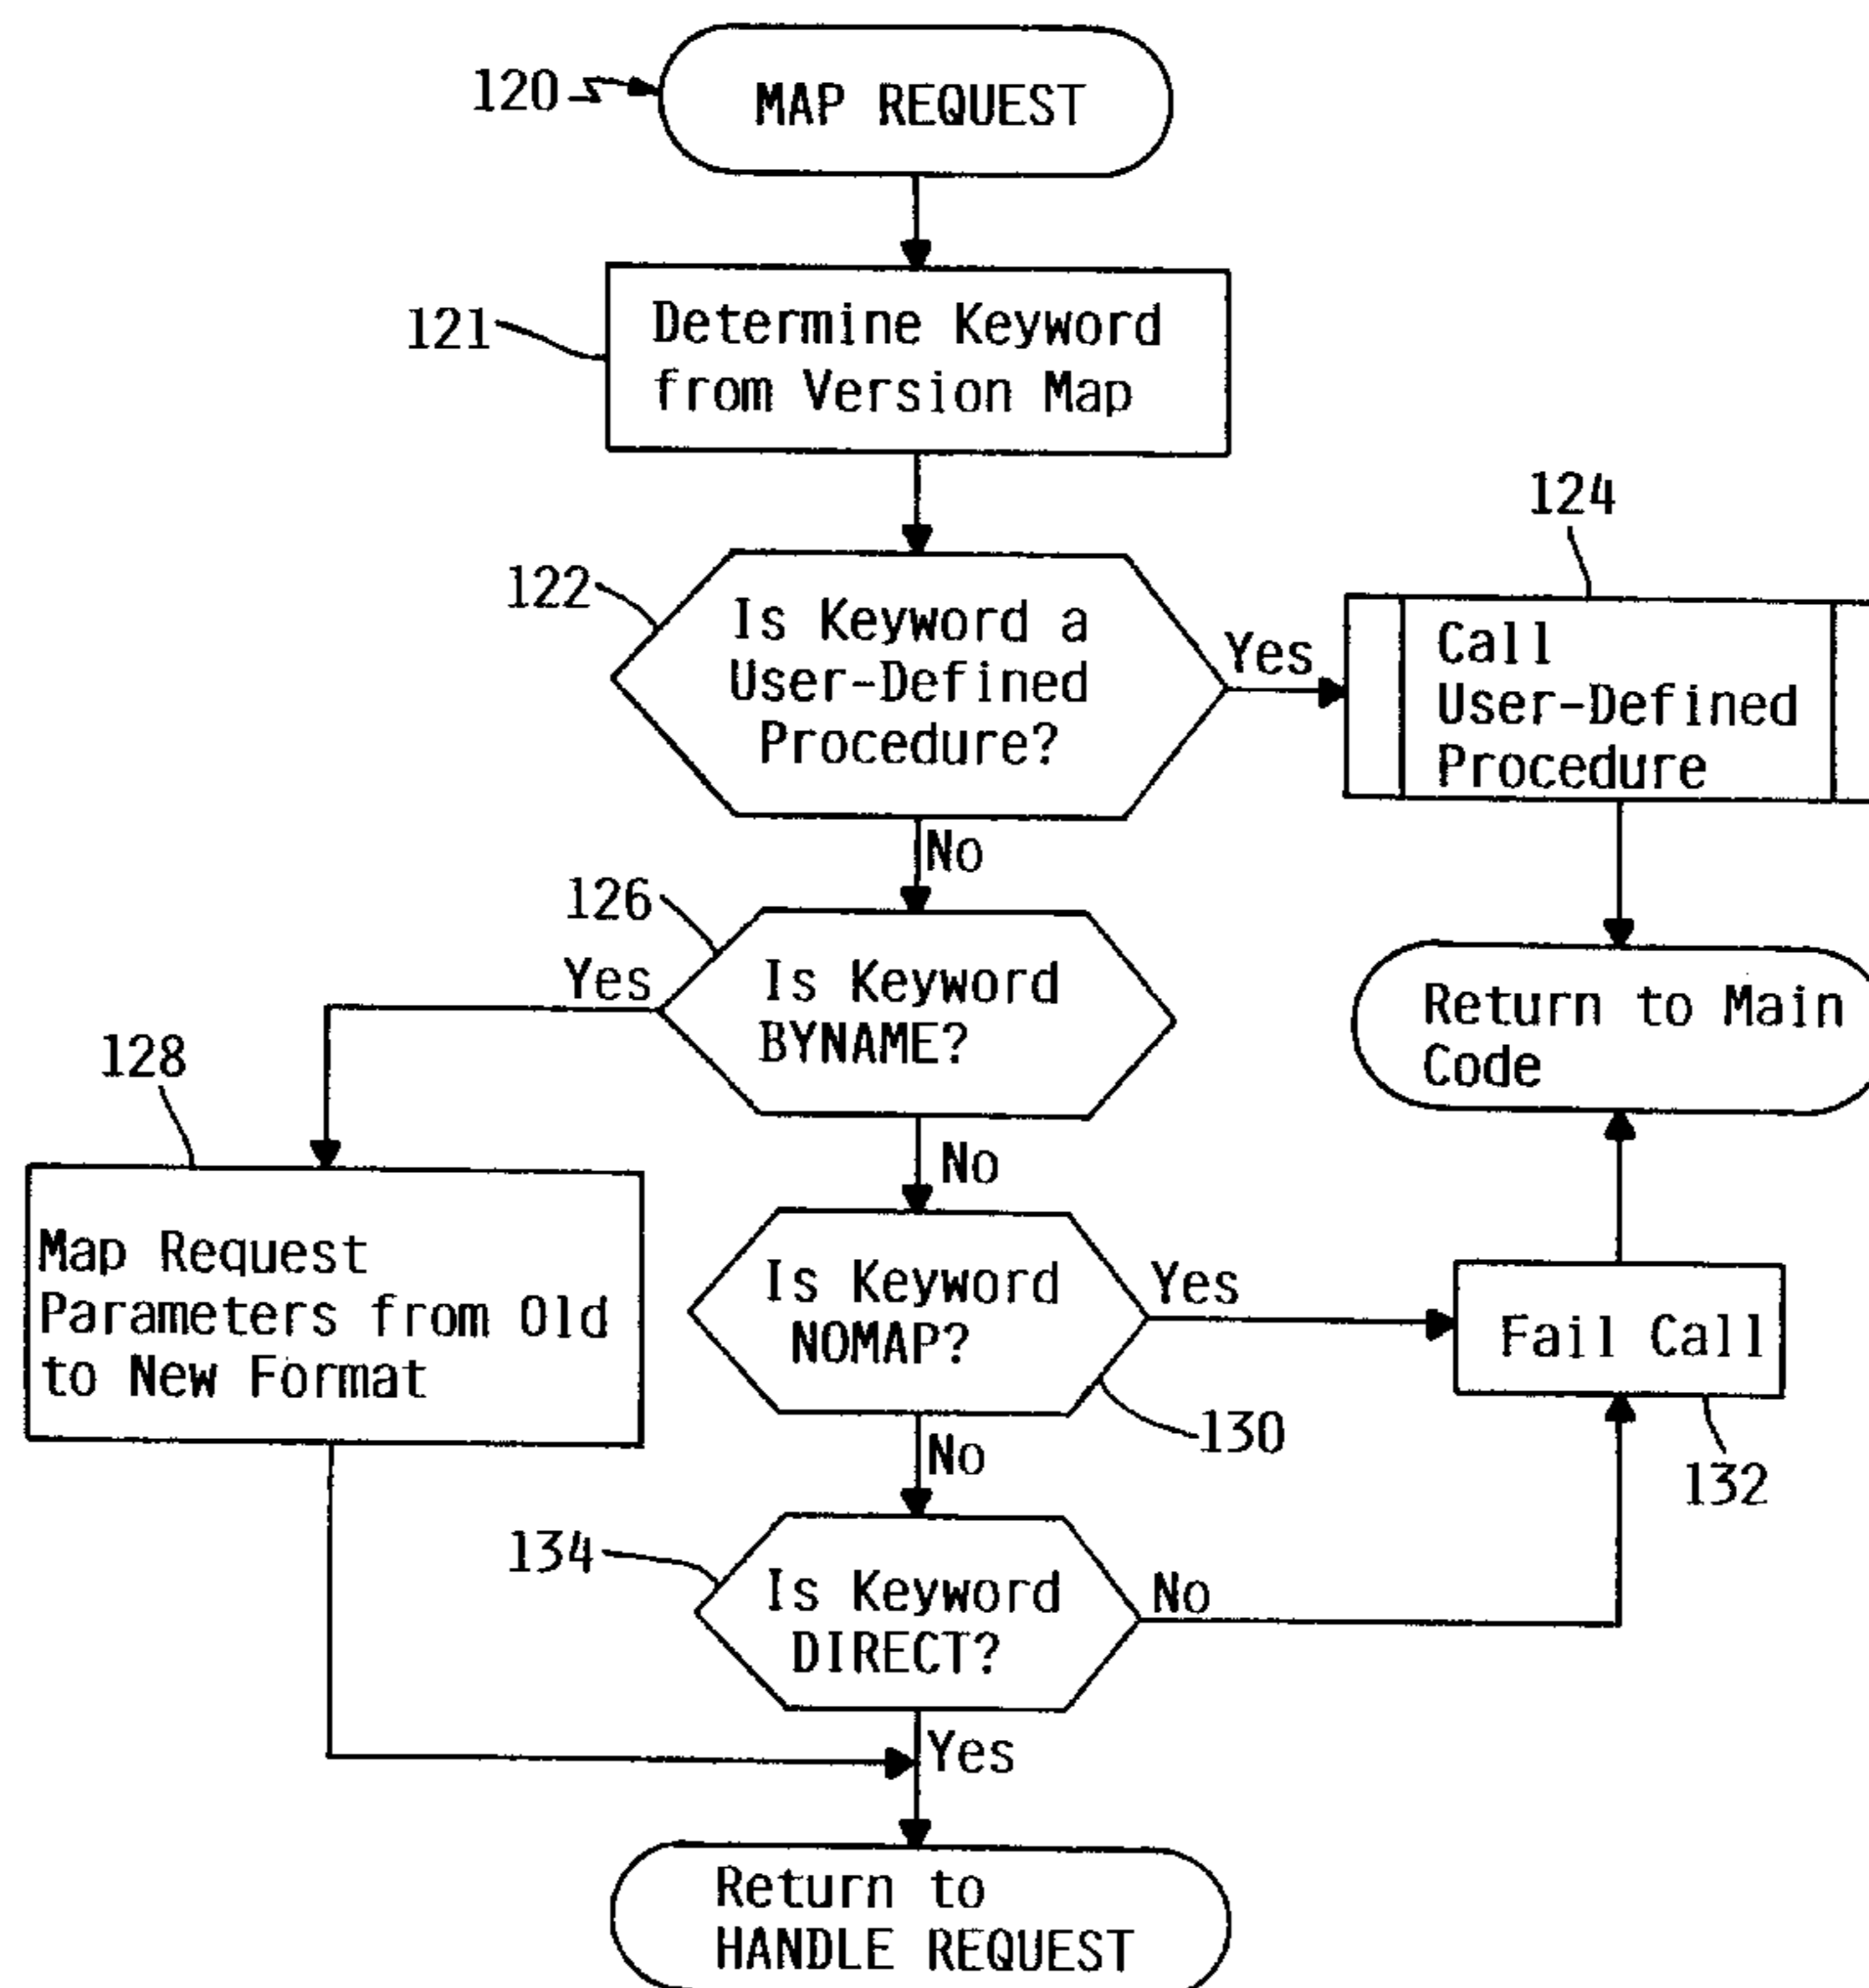 120
MAP REQUEST
121
Determine Keyword
from Version Map
122
Is Keyword a
User-Defined
Procedure?
Yes
124
Call
User-Defined
Procedure
No
126
Yes
Is Keyword
BYNAME?
Return to Main
Code
128
No
Map Request
Parameters from Old
to New Format
Is Keyword
NOMAP?
Yes
Fail Call
130
132
No
134
Is Keyword
DIRECT?
No
Yes
Return to
HANDLE REQUEST